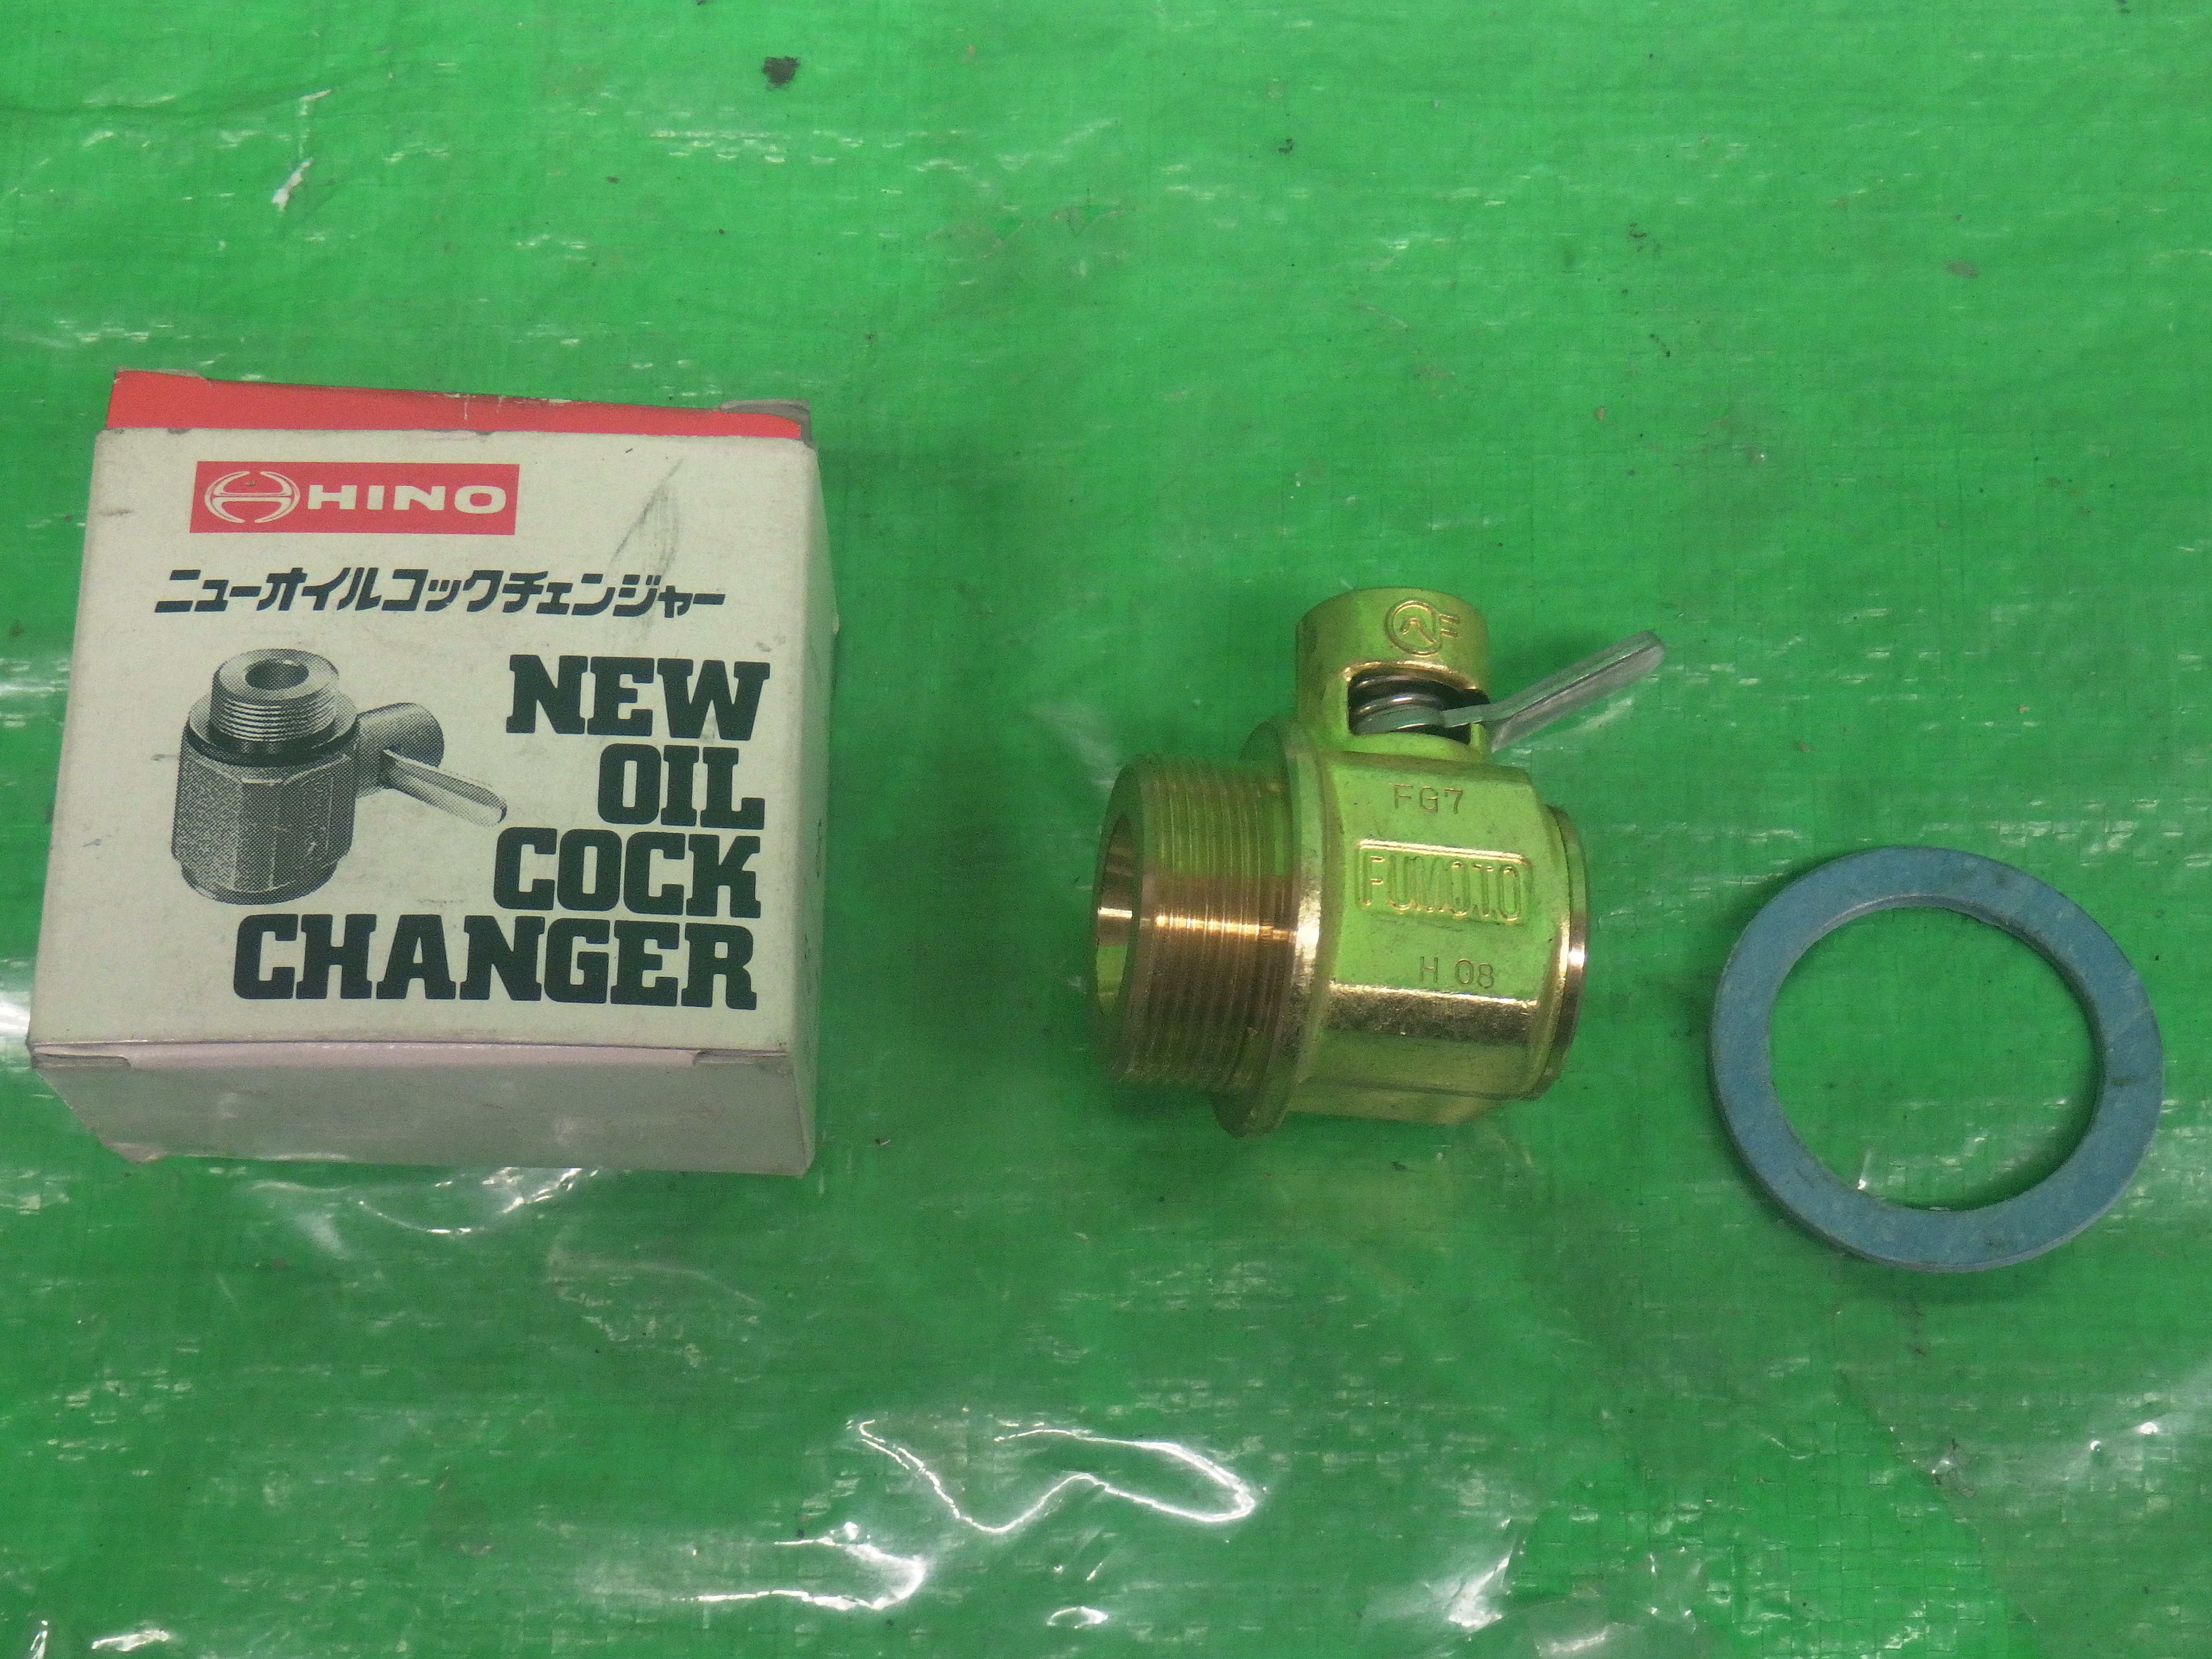 HINO
ニューオイルコックチェンジャー
NEW
OIL
COCK
CHANGER
F
FG7
FUMOTO
H 08